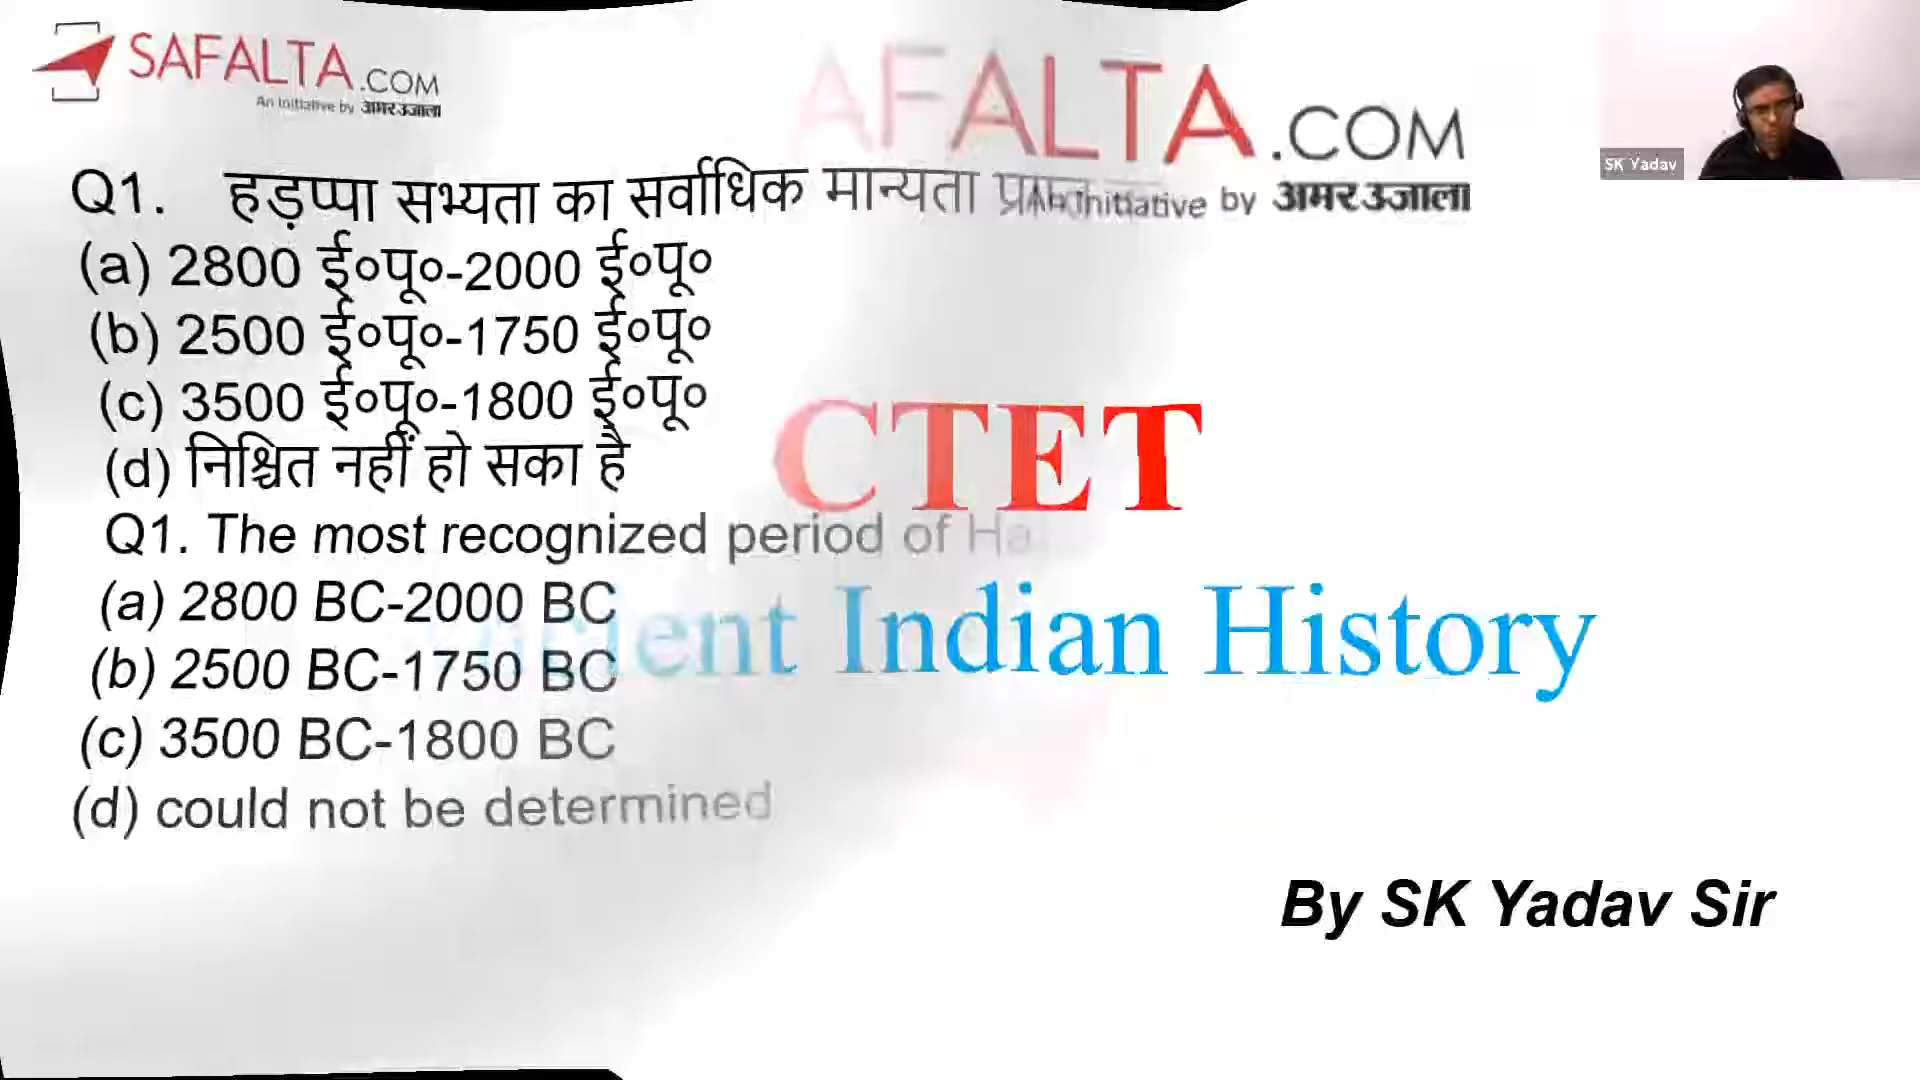 SAFALTA.COM
An Initiative by अमर उजाला
AFALTA.COM
Initiative by अमर उजाला
SK Yadav
Q1. हड़प्पा सभ्यता का सर्वाधिक मान्यता
(a) 2800 ई०पू०-2000 ई०पू०
(b) 2500 ई०पू०-1750 ई०पू०
(c) 3500 ई०पू०-1800 ई०पू०
(d) निश्चित नहीं हो सका है
CTET
Q1. The most recognized period of
(a) 2800 BC-2000 BC
Indian History
(b) 2500 BC-1750 BC
(c) 3500 BC-1800 BC
(d) could not be determined
By SK Yadav Sir